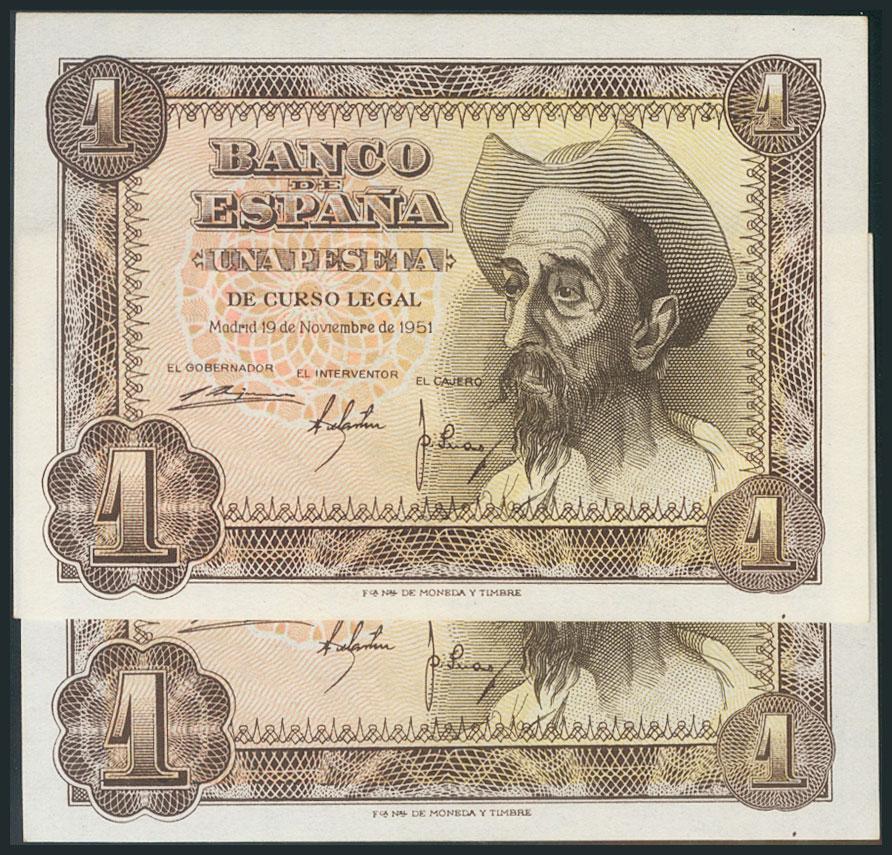 1 1
BANCO
DE
ESPAÑA
UNA PESETA
DE CURSO LEGAL
Madrid 19 de Noviembre de 1951
EL GOBERNADOR EL INTERVENTOR EL CAJERO
1 1
Fca Nal DE MONEDA Y TIMBRE
1 1
Fca Nal DE MONEDA Y TIMBRE